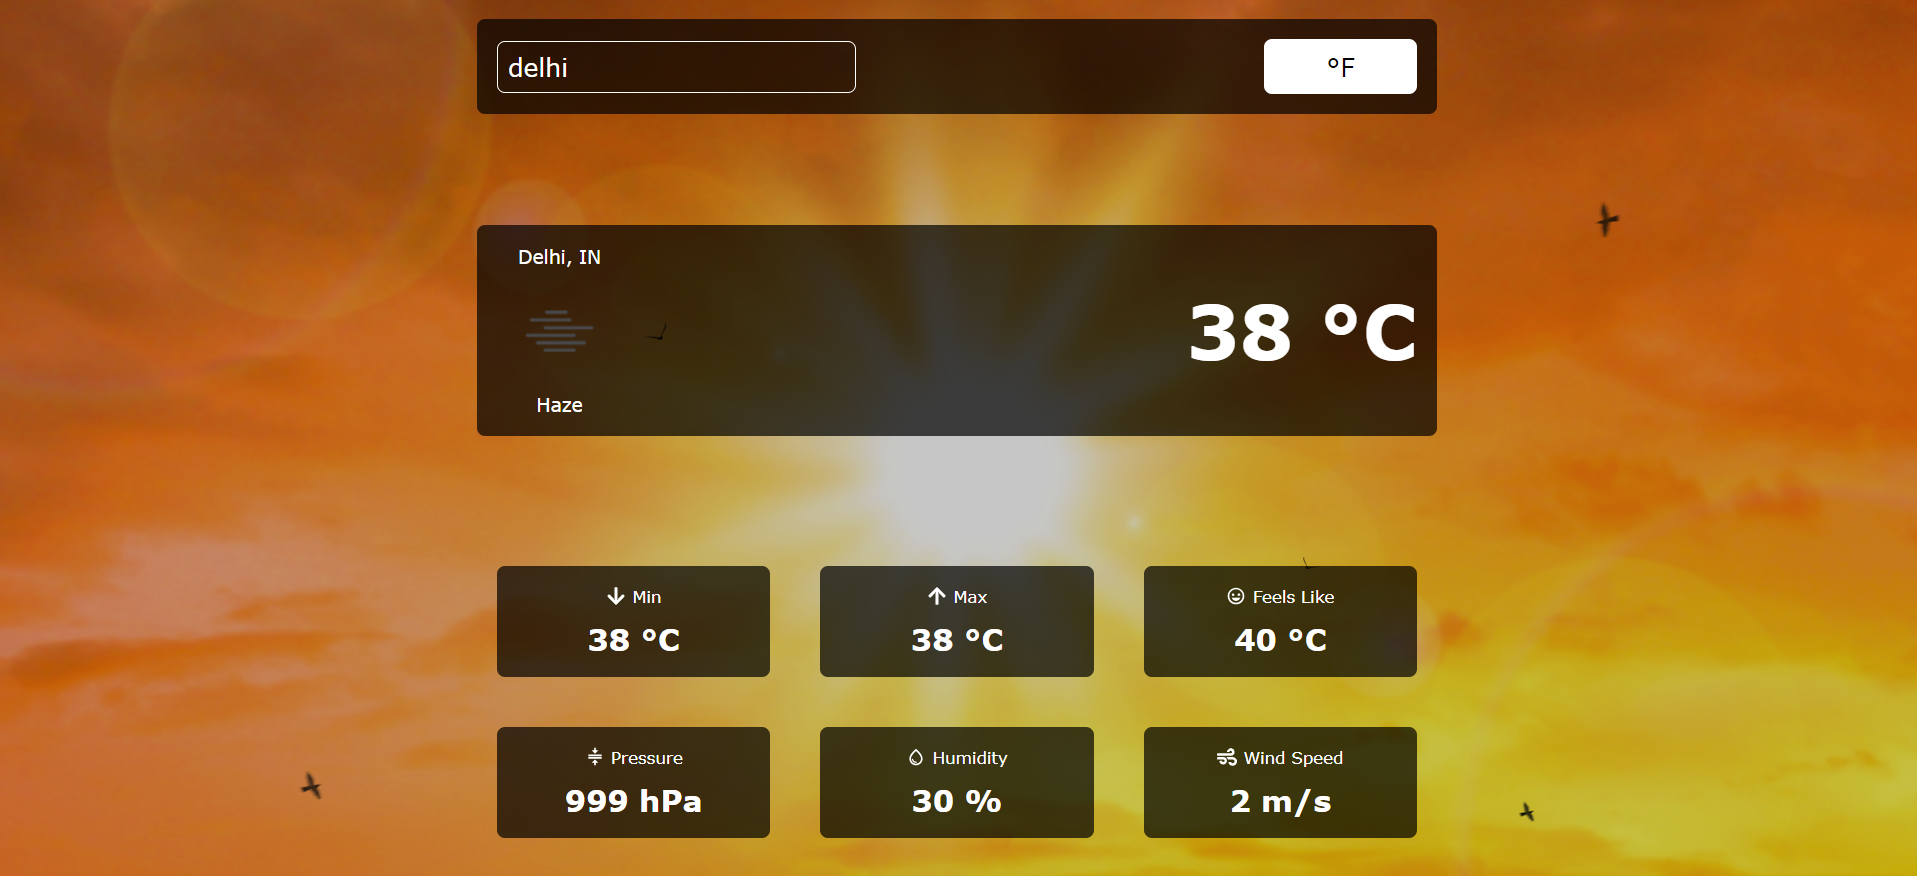 delhi
°F
Delhi, IN
38 °C
Haze
Min
38 °C
Max
38 °C
Feels Like
40 °C
Pressure
999 hPa
Humidity
30 %
Wind Speed
2 m/s